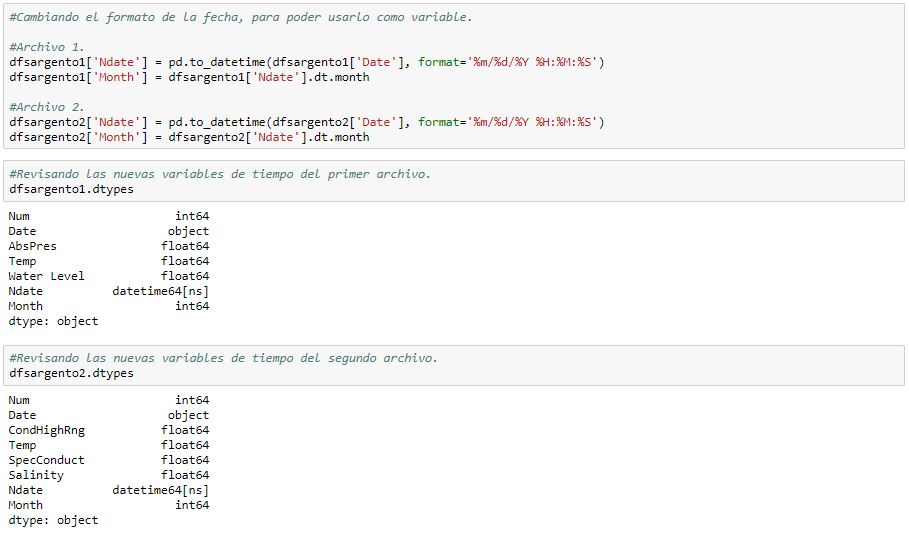 #Cambiando el formato de la fecha, para poder usarlo como variable.
#Archivo 1.
dfsargento1['Ndate'] = pd.to_datetime(dfsargento1['Date'], format='%m/%d/%Y %H:%M:%S')
dfsargento1['Month'] = dfsargento1['Ndate'].dt.month
#Archivo 2.
dfsargento2['Ndate'] = pd.to_datetime(dfsargento2['Date'], format='%m/%d/%Y %H:%M:%S')
dfsargento2['Month'] = dfsargento2['Ndate'].dt.month
#Revisando las nuevas variables de tiempo del primer archivo.
dfsargento1.dtypes
Num int64
Date object
AbsPres float64
Temp float64
Water Level float64
Ndate datetime64[ns]
Month int64
dtype: object
#Revisando las nuevas variables de tiempo del segundo archivo.
dfsargento2.dtypes
Num int64
Date object
CondHighRng float64
Temp float64
SpecConduct float64
Salinity float64
Ndate datetime64[ns]
Month int64
dtype: object